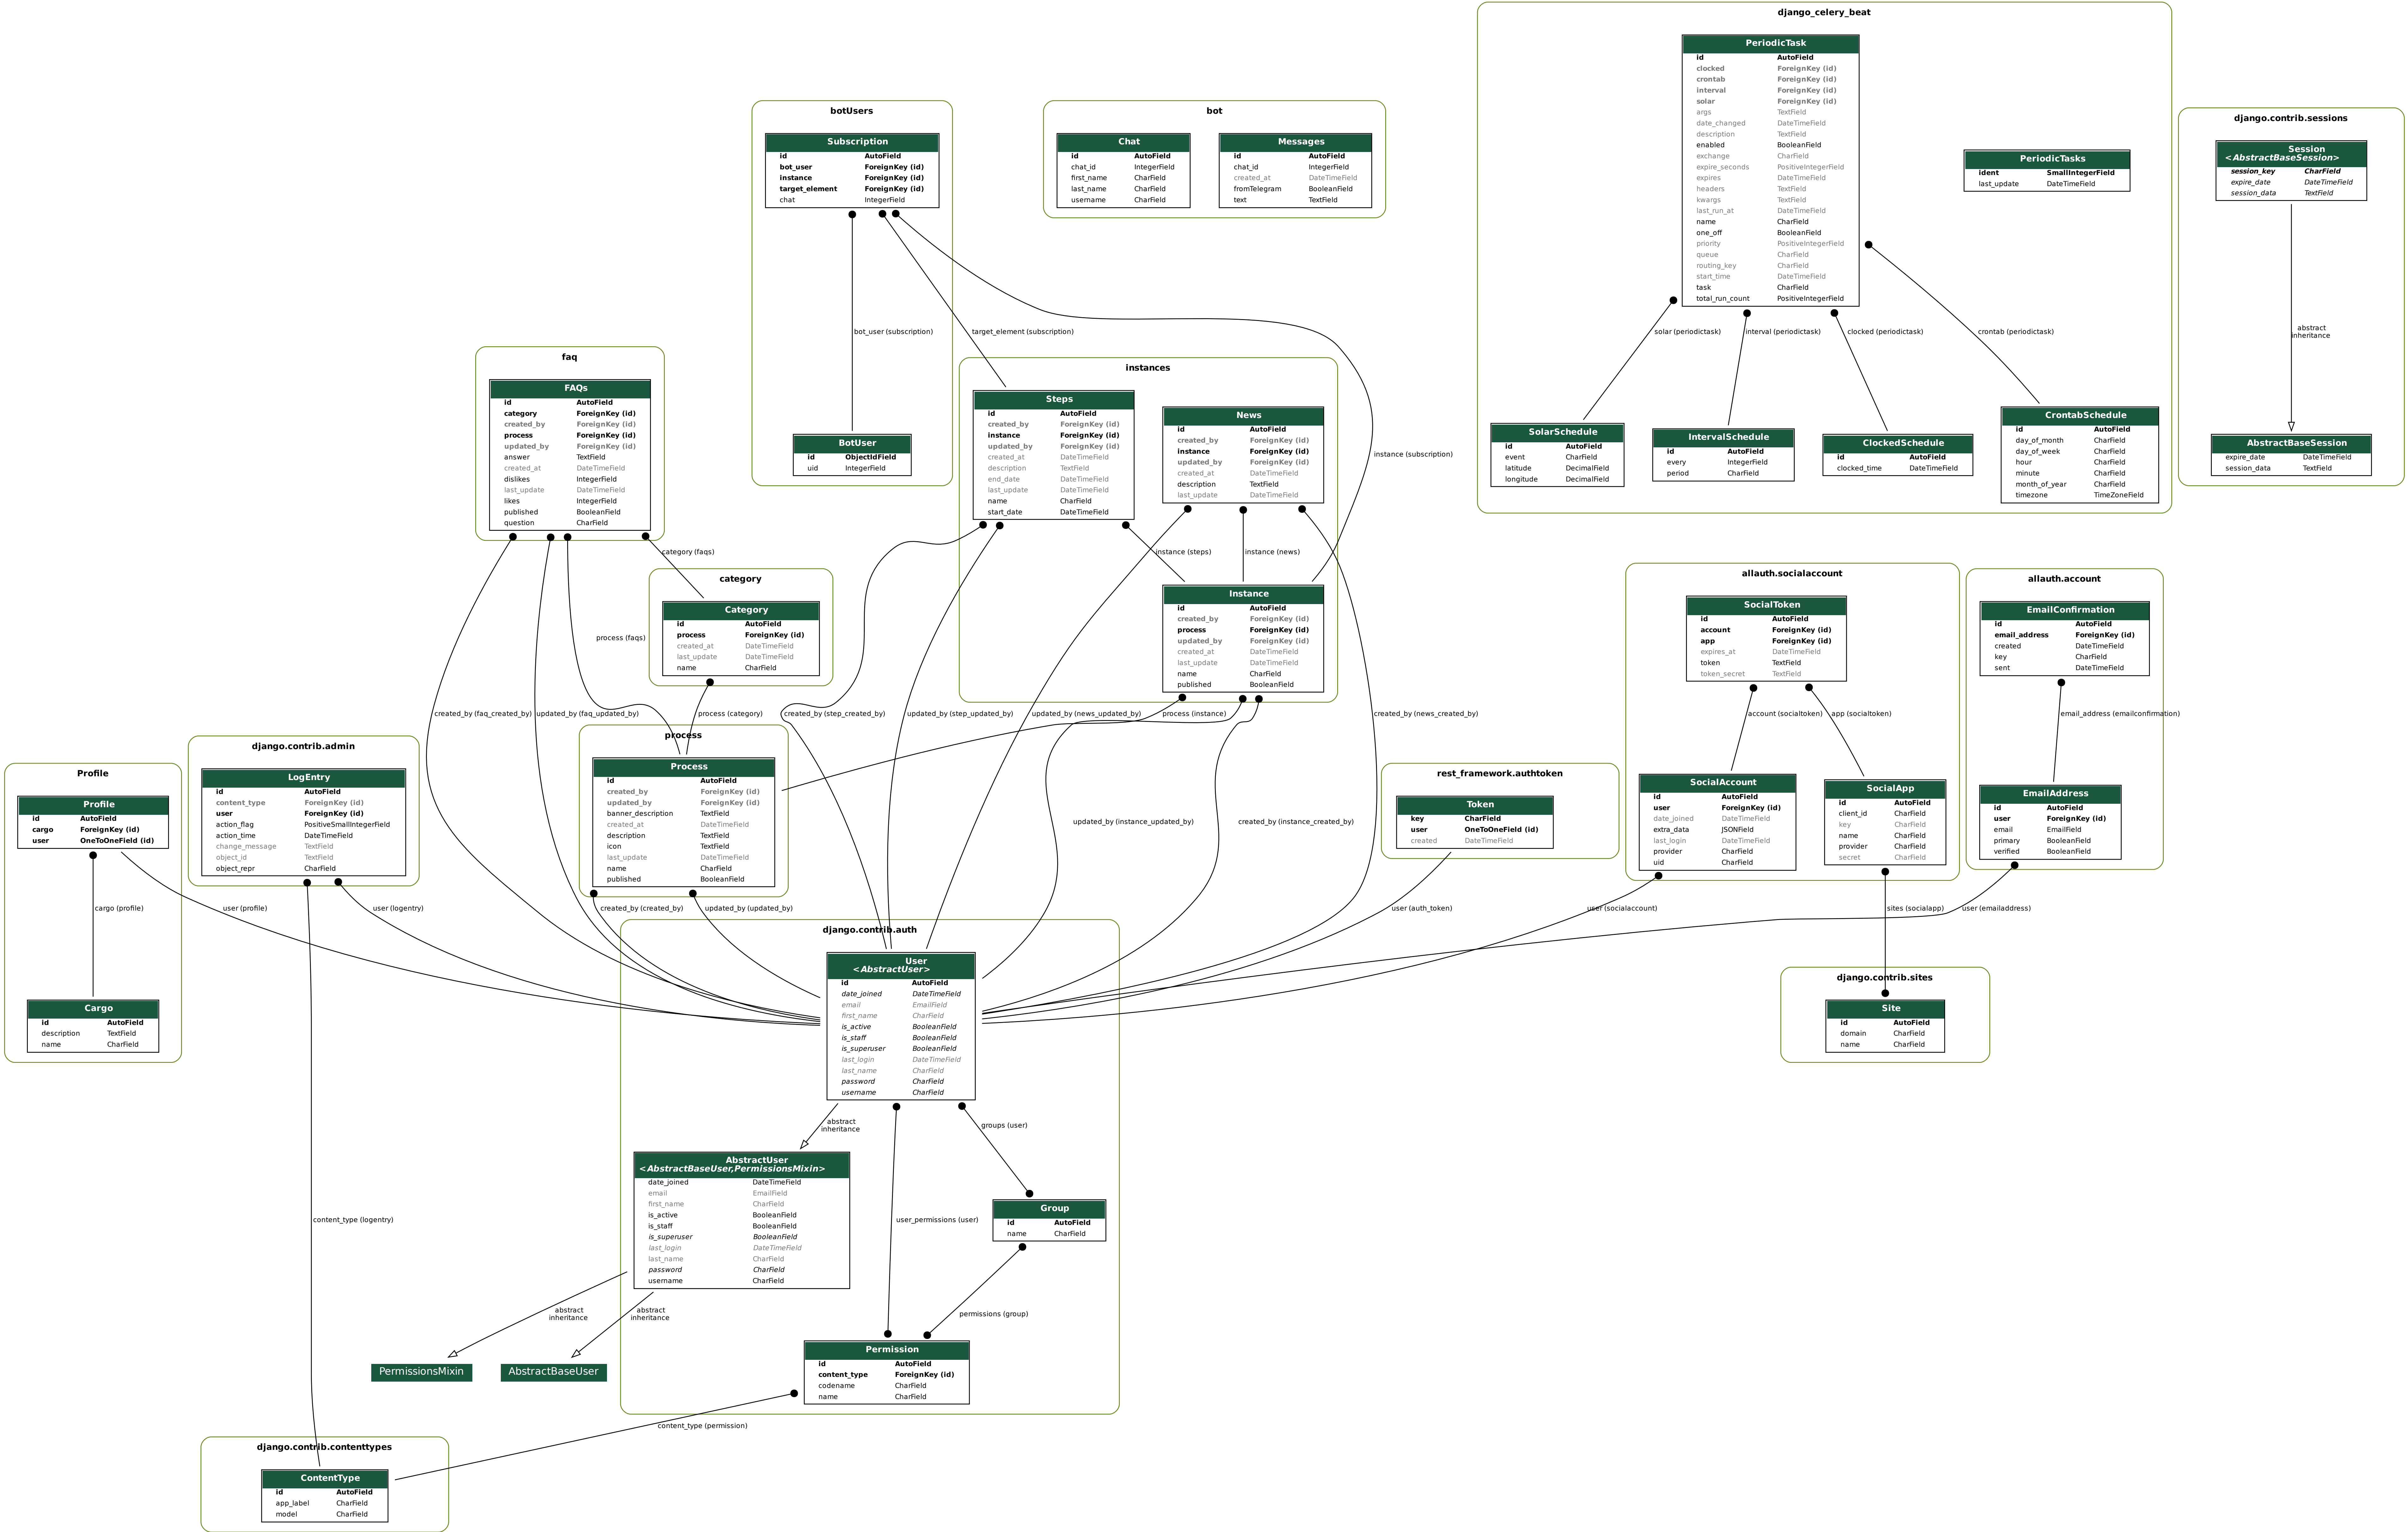 django_celery_beat
PeriodicTask
id AutoField
clocked ForeignKey (id)
crontab ForeignKey (id)
interval ForeignKey (id)
solar ForeignKey (id)
args TextField
date_changed DateTimeField
description TextField
enabled BooleanField
exchange CharField
expire_seconds PositiveIntegerField
expires DateTimeField
headers TextField
kwargs TextField
last_run_at DateTimeField
name CharField
one_off BooleanField
priority PositiveIntegerField
queue CharField
routing_key CharField
start_time DateTimeField
task CharField
total_run_count PositiveIntegerField
PeriodicTasks
ident SmallIntegerField
last_update DateTimeField
solar (periodictask)
interval (periodictask)
clocked (periodictask)
crontab (periodictask)
SolarSchedule
id AutoField
event CharField
latitude DecimalField
longitude DecimalField
IntervalSchedule
id AutoField
every IntegerField
period CharField
ClockedSchedule
id AutoField
clocked_time DateTimeField
CrontabSchedule
id AutoField
day_of_month CharField
day_of_week CharField
hour CharField
minute CharField
month_of_year CharField
timezone TimeZoneField
django.contrib.sessions
Session
<AbstractBaseSession>
session_key CharField
expire_date DateTimeField
session_data TextField
abstract
inheritance
AbstractBaseSession
expire_date DateTimeField
session_data TextField
botUsers
Subscription
id AutoField
bot_user ForeignKey (id)
instance ForeignKey (id)
target_element ForeignKey (id)
chat IntegerField
bot_user (subscription)
target_element (subscription)
instance (subscription)
BotUser
id ObjectIdField
uid IntegerField
bot
Chat
id AutoField
chat_id IntegerField
first_name CharField
last_name CharField
username CharField
Messages
id AutoField
chat_id IntegerField
created_at DateTimeField
fromTelegram BooleanField
text TextField
faq
FAQs
id AutoField
category ForeignKey (id)
created_by ForeignKey (id)
process ForeignKey (id)
updated_by ForeignKey (id)
answer TextField
created_at DateTimeField
dislikes IntegerField
last_update DateTimeField
likes IntegerField
published BooleanField
question CharField
category (faqs)
process (faqs)
created_by (faq_created_by)
updated_by (faq_updated_by)
instances
Steps
id AutoField
created_by ForeignKey (id)
instance ForeignKey (id)
updated_by ForeignKey (id)
created_at DateTimeField
description TextField
end_date DateTimeField
last_update DateTimeField
name CharField
start_date DateTimeField
News
id AutoField
created_by ForeignKey (id)
instance ForeignKey (id)
updated_by ForeignKey (id)
created_at DateTimeField
description TextField
last_update DateTimeField
instance (steps)
instance (news)
Instance
id AutoField
created_by ForeignKey (id)
process ForeignKey (id)
updated_by ForeignKey (id)
created_at DateTimeField
last_update DateTimeField
name CharField
published BooleanField
created_by (step_created_by)
updated_by (step_updated_by)
updated_by (news_updated_by)
process (instance)
created_by (news_created_by)
updated_by (instance_updated_by)
created_by (instance_created_by)
category
Category
id AutoField
process ForeignKey (id)
created_at DateTimeField
last_update DateTimeField
name CharField
process (category)
process
Process
id AutoField
created_by ForeignKey (id)
updated_by ForeignKey (id)
banner_description TextField
created_at DateTimeField
description TextField
icon TextField
last_update DateTimeField
name CharField
published BooleanField
created_by (created_by)
updated_by (updated_by)
allauth.socialaccount
SocialToken
id AutoField
account ForeignKey (id)
app ForeignKey (id)
expires_at DateTimeField
token TextField
token_secret TextField
account (socialtoken)
app (socialtoken)
SocialAccount
id AutoField
user ForeignKey (id)
date_joined DateTimeField
extra_data JSONField
last_login DateTimeField
provider CharField
uid CharField
SocialApp
id AutoField
client_id CharField
key CharField
name CharField
provider CharField
secret CharField
user (socialaccount)
sites (socialapp)
allauth.account
EmailConfirmation
id AutoField
email_address ForeignKey (id)
created DateTimeField
key CharField
sent DateTimeField
email_address (emailconfirmation)
EmailAddress
id AutoField
user ForeignKey (id)
email EmailField
primary BooleanField
verified BooleanField
user (emailaddress)
Profile
Profile
id AutoField
cargo ForeignKey (id)
user OneToOneField (id)
cargo (profile)
user (profile)
Cargo
id AutoField
description TextField
name CharField
django.contrib.admin
LogEntry
id AutoField
content_type ForeignKey (id)
user ForeignKey (id)
action_flag PositiveSmallIntegerField
action_time DateTimeField
change_message TextField
object_id TextField
object_repr CharField
user (logentry)
content_type (logentry)
rest_framework.authtoken
Token
key CharField
user OneToOneField (id)
created DateTimeField
user (auth_token)
django.contrib.sites
Site
id AutoField
domain CharField
name CharField
django.contrib.auth
User
<AbstractUser>
id AutoField
date_joined DateTimeField
email EmailField
first_name CharField
is_active BooleanField
is_staff BooleanField
is_superuser BooleanField
last_login DateTimeField
last_name CharField
password CharField
username CharField
abstract
inheritance
user_permissions (user)
groups (user)
AbstractUser
<AbstractBaseUser,PermissionsMixin>
date_joined DateTimeField
email EmailField
first_name CharField
is_active BooleanField
is_staff BooleanField
is_superuser BooleanField
last_login DateTimeField
last_name CharField
password CharField
username CharField
Group
id AutoField
name CharField
permissions (group)
abstract
inheritance
abstract
inheritance
PermissionsMixin
AbstractBaseUser
Permission
id AutoField
content_type ForeignKey (id)
codename CharField
name CharField
content_type (permission)
django.contrib.contenttypes
ContentType
id AutoField
app_label CharField
model CharField